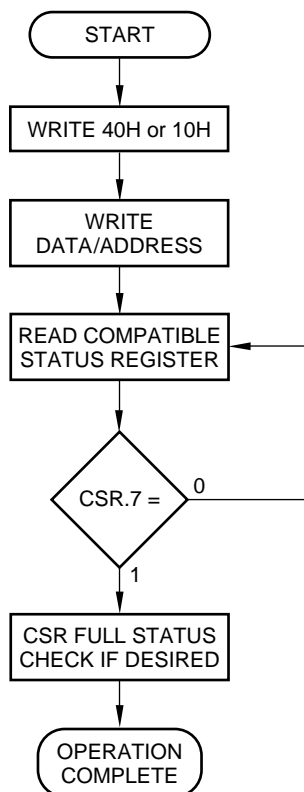 START
WRITE 40H or 10H
WRITE
DATA/ADDRESS
READ COMPATIBLE
STATUS REGISTER
CSR.7 =
0
1
CSR FULL STATUS
CHECK IF DESIRED
OPERATION
COMPLETE